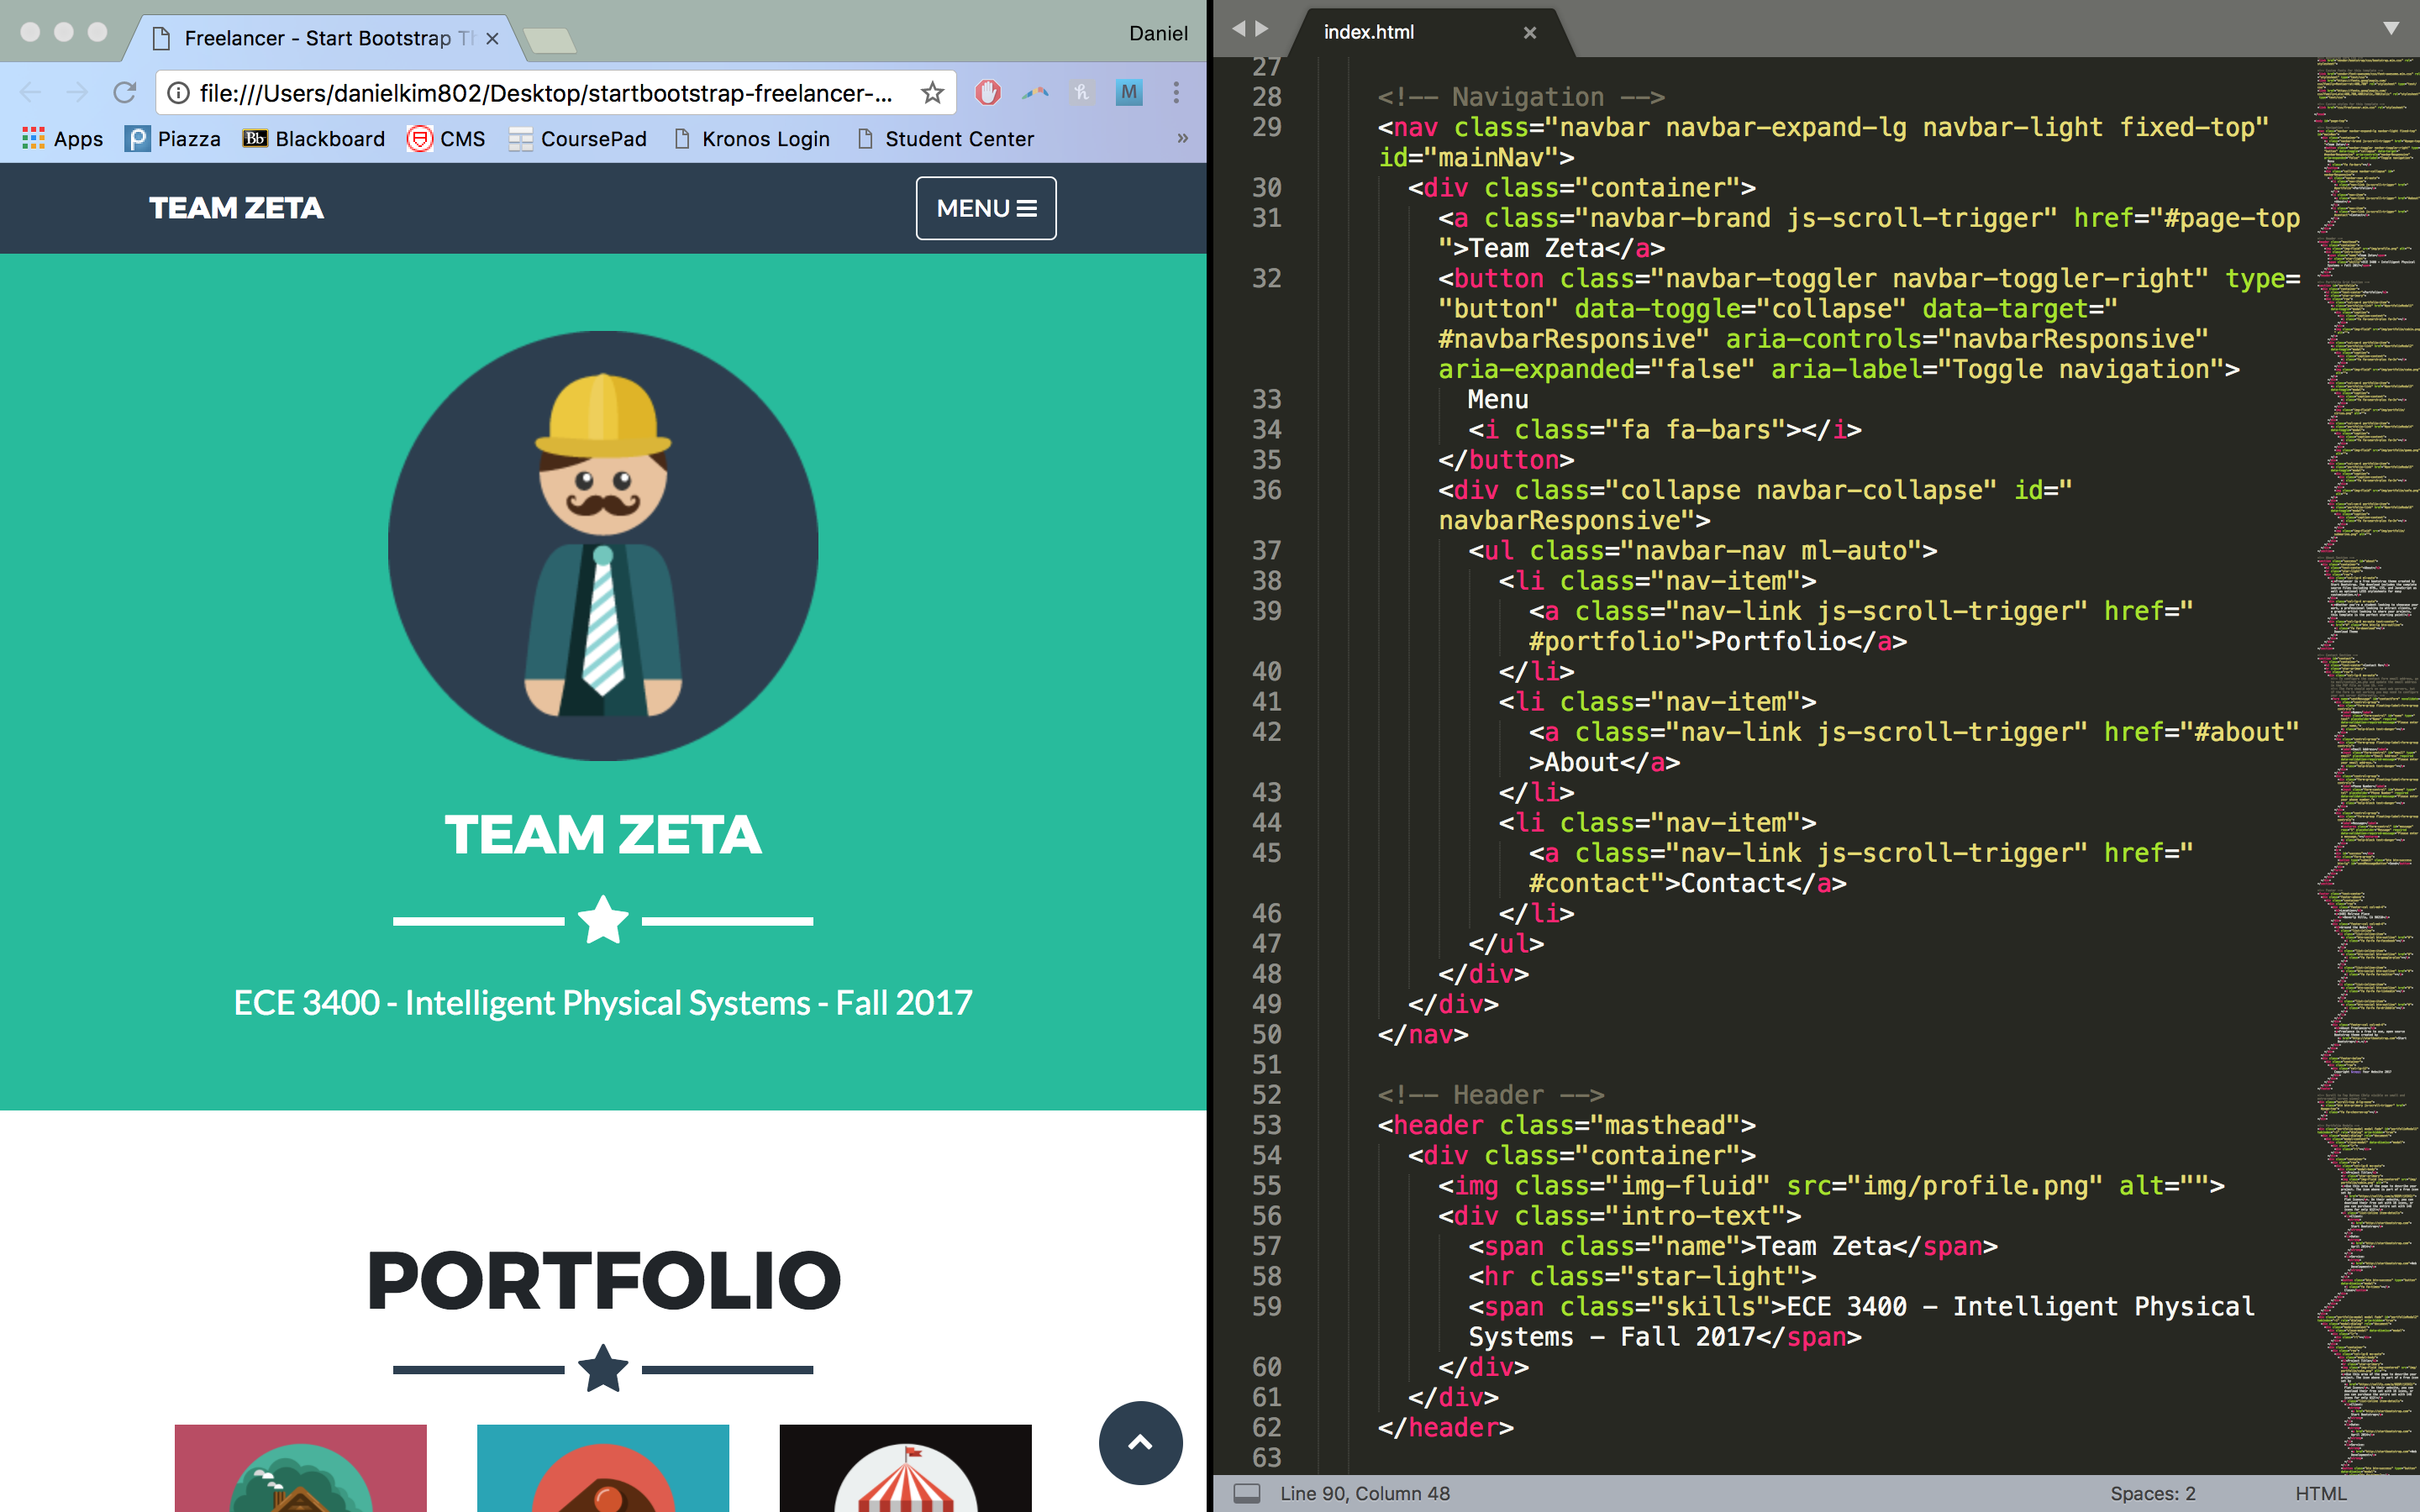 Freelancer - Start Bootstrap Th
Daniel
file:///Users/danielkim802/Desktop/startbootstrap-freelancer-...
Apps Piazza Blackboard CMS CoursePad Kronos Login Student Center »
TEAM ZETA
MENU
TEAM ZETA
ECE 3400 - Intelligent Physical Systems - Fall 2017
PORTFOLIO
index.html
27
28 <!-- Navigation -->
29 <nav class="navbar navbar-expand-lg navbar-light fixed-top"
id="mainNav">
30 <div class="container">
31 <a class="navbar-brand js-scroll-trigger" href="#page-top
">Team Zeta</a>
32 <button class="navbar-toggler navbar-toggler-right" type=
"button" data-toggle="collapse" data-target="
#navbarResponsive" aria-controls="navbarResponsive"
aria-expanded="false" aria-label="Toggle navigation">
33 Menu
34 <i class="fa fa-bars"></i>
35 </button>
36 <div class="collapse navbar-collapse" id="
navbarResponsive">
37 <ul class="navbar-nav ml-auto">
38 <li class="nav-item">
39 <a class="nav-link js-scroll-trigger" href="
#portfolio">Portfolio</a>
40 </li>
41 <li class="nav-item">
42 <a class="nav-link js-scroll-trigger" href="#about"
>About</a>
43 </li>
44 <li class="nav-item">
45 <a class="nav-link js-scroll-trigger" href="
#contact">Contact</a>
46 </li>
47 </ul>
48 </div>
49 </div>
50 </nav>
51
52 <!-- Header -->
53 <header class="masthead">
54 <div class="container">
55 <img class="img-fluid" src="img/profile.png" alt="">
56 <div class="intro-text">
57 <span class="name">Team Zeta</span>
58 <hr class="star-light">
59 <span class="skills">ECE 3400 - Intelligent Physical
Systems - Fall 2017</span>
60 </div>
61 </div>
62 </header>
63
Line 90, Column 48
Spaces: 2
HTML